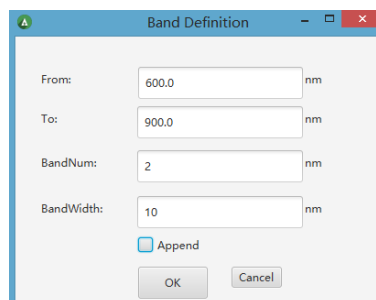 Band Definition
From: 600.0 nm
To: 900.0 nm
BandNum: 2 nm
BandWidth: 10 nm
Append
OK Cancel